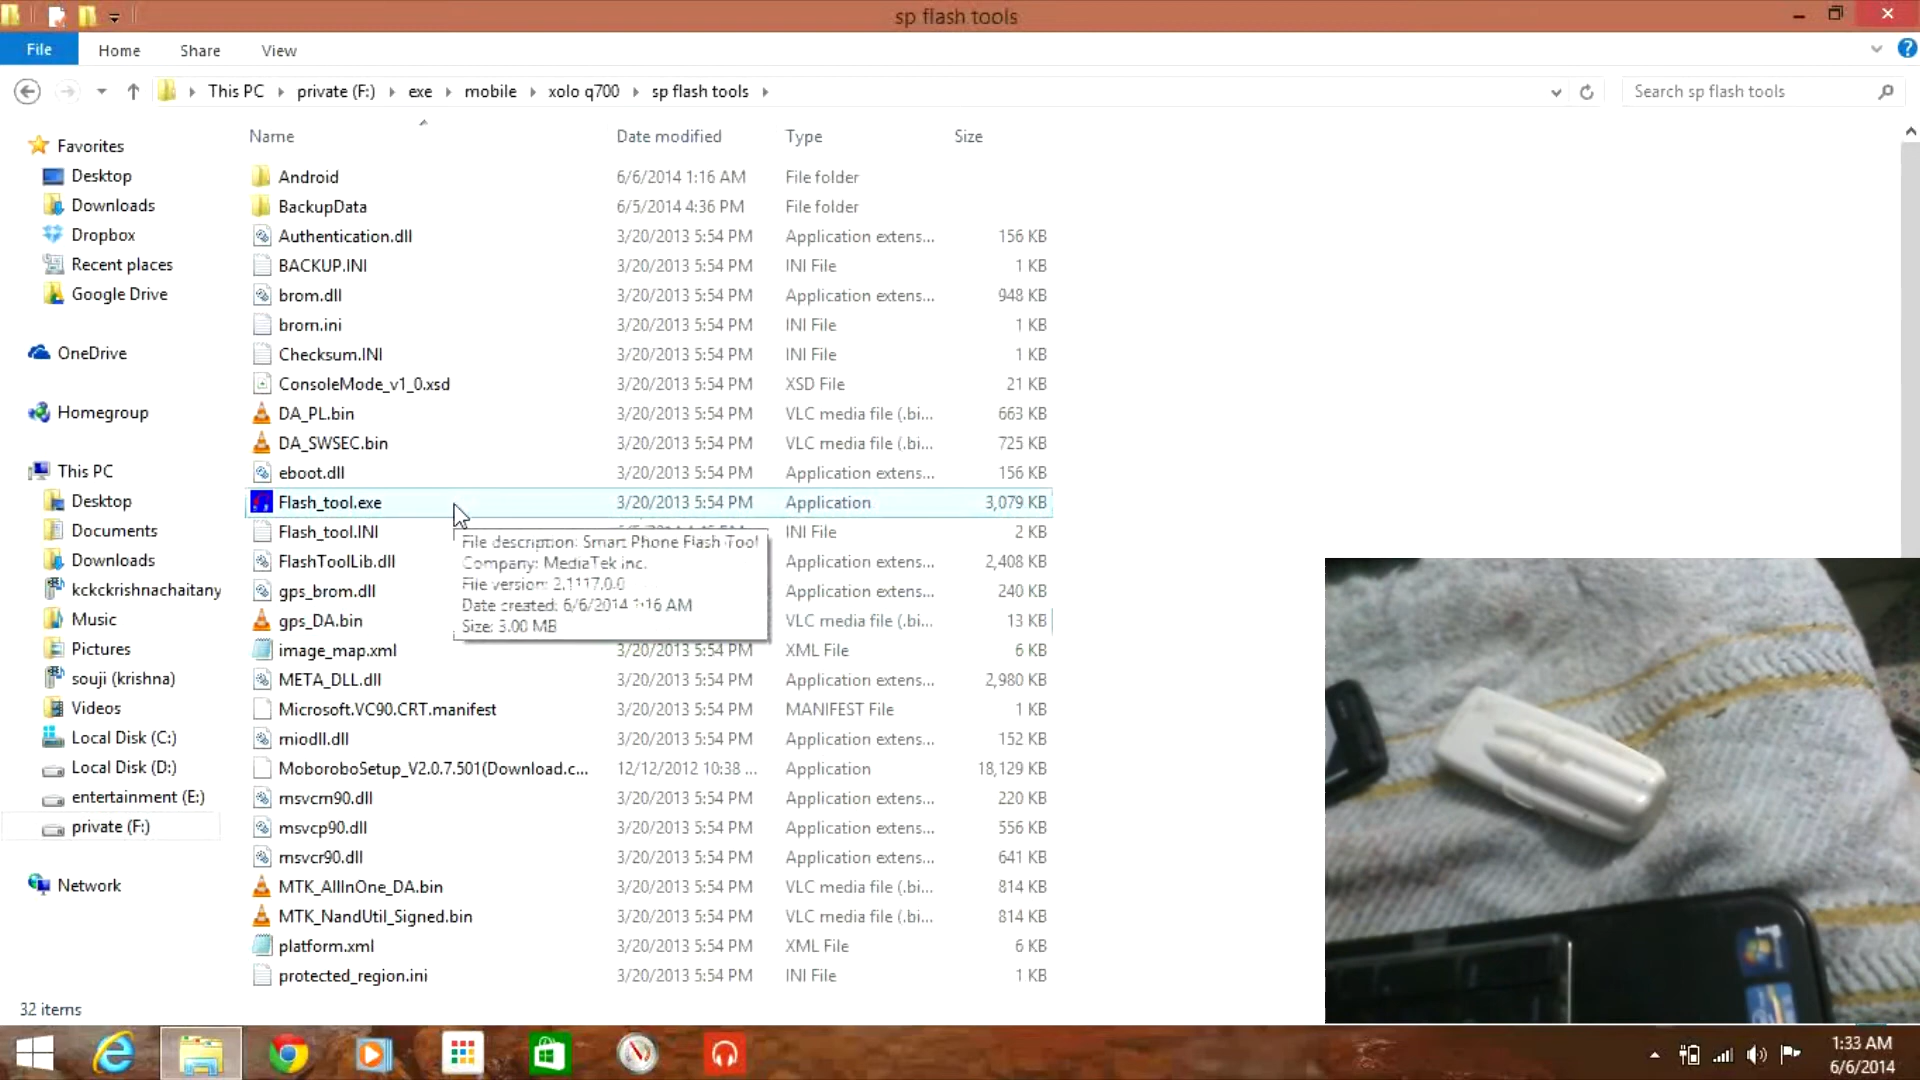 sp flash tools
File Home Share View
This PC private (F:) exe mobile xolo q700 sp flash tools
Search sp flash tools
Name Date modified Type Size
Favorites
Desktop
Downloads
Dropbox
Recent places
Google Drive
OneDrive
Homegroup
This PC
Desktop
Documents
Downloads
kckckrishnachaitany
Music
Pictures
souji (krishna)
Videos
Local Disk (C:)
Local Disk (D:)
entertainment (E:)
private (F:)
Network
Android 6/6/2014 1:16 AM File folder
BackupData 6/5/2014 4:36 PM File folder
Authentication.dll 3/20/2013 5:54 PM Application extens... 156 KB
BACKUP.INI 3/20/2013 5:54 PM INI File 1 KB
brom.dll 3/20/2013 5:54 PM Application extens... 948 KB
brom.ini 3/20/2013 5:54 PM INI File 1 KB
Checksum.INI 3/20/2013 5:54 PM INI File 1 KB
ConsoleMode_v1_0.xsd 3/20/2013 5:54 PM XSD File 21 KB
DA_PL.bin 3/20/2013 5:54 PM VLC media file (.bi... 663 KB
DA_SWSEC.bin 3/20/2013 5:54 PM VLC media file (.bi... 725 KB
eboot.dll 3/20/2013 5:54 PM Application extens... 156 KB
Flash_tool.exe 3/20/2013 5:54 PM Application 3,079 KB
Flash_tool.INI INI File 2 KB
FlashToolLib.dll Application extens... 2,408 KB
gps_brom.dll Application extens... 240 KB
gps_DA.bin VLC media file (.bi... 13 KB
File description: Smart Phone Flash Tool
Company: MediaTek Inc.
File version: 2.1117.0.0
Date created: 6/6/2014 1:16 AM
Size: 3.00 MB
image_map.xml 3/20/2013 5:54 PM XML File 6 KB
META_DLL.dll 3/20/2013 5:54 PM Application extens... 2,980 KB
Microsoft.VC90.CRT.manifest 3/20/2013 5:54 PM MANIFEST File 1 KB
miodll.dll 3/20/2013 5:54 PM Application extens... 152 KB
MoboroboSetup_V2.0.7.501(Download.c... 12/12/2012 10:38 ... Application 18,129 KB
msvcm90.dll 3/20/2013 5:54 PM Application extens... 220 KB
msvcp90.dll 3/20/2013 5:54 PM Application extens... 556 KB
msvcr90.dll 3/20/2013 5:54 PM Application extens... 641 KB
MTK_AllInOne_DA.bin 3/20/2013 5:54 PM VLC media file (.bi... 814 KB
MTK_NandUtil_Signed.bin 3/20/2013 5:54 PM VLC media file (.bi... 814 KB
platform.xml 3/20/2013 5:54 PM XML File 6 KB
protected_region.ini 3/20/2013 5:54 PM INI File 1 KB
32 items
1:33 AM
6/6/2014